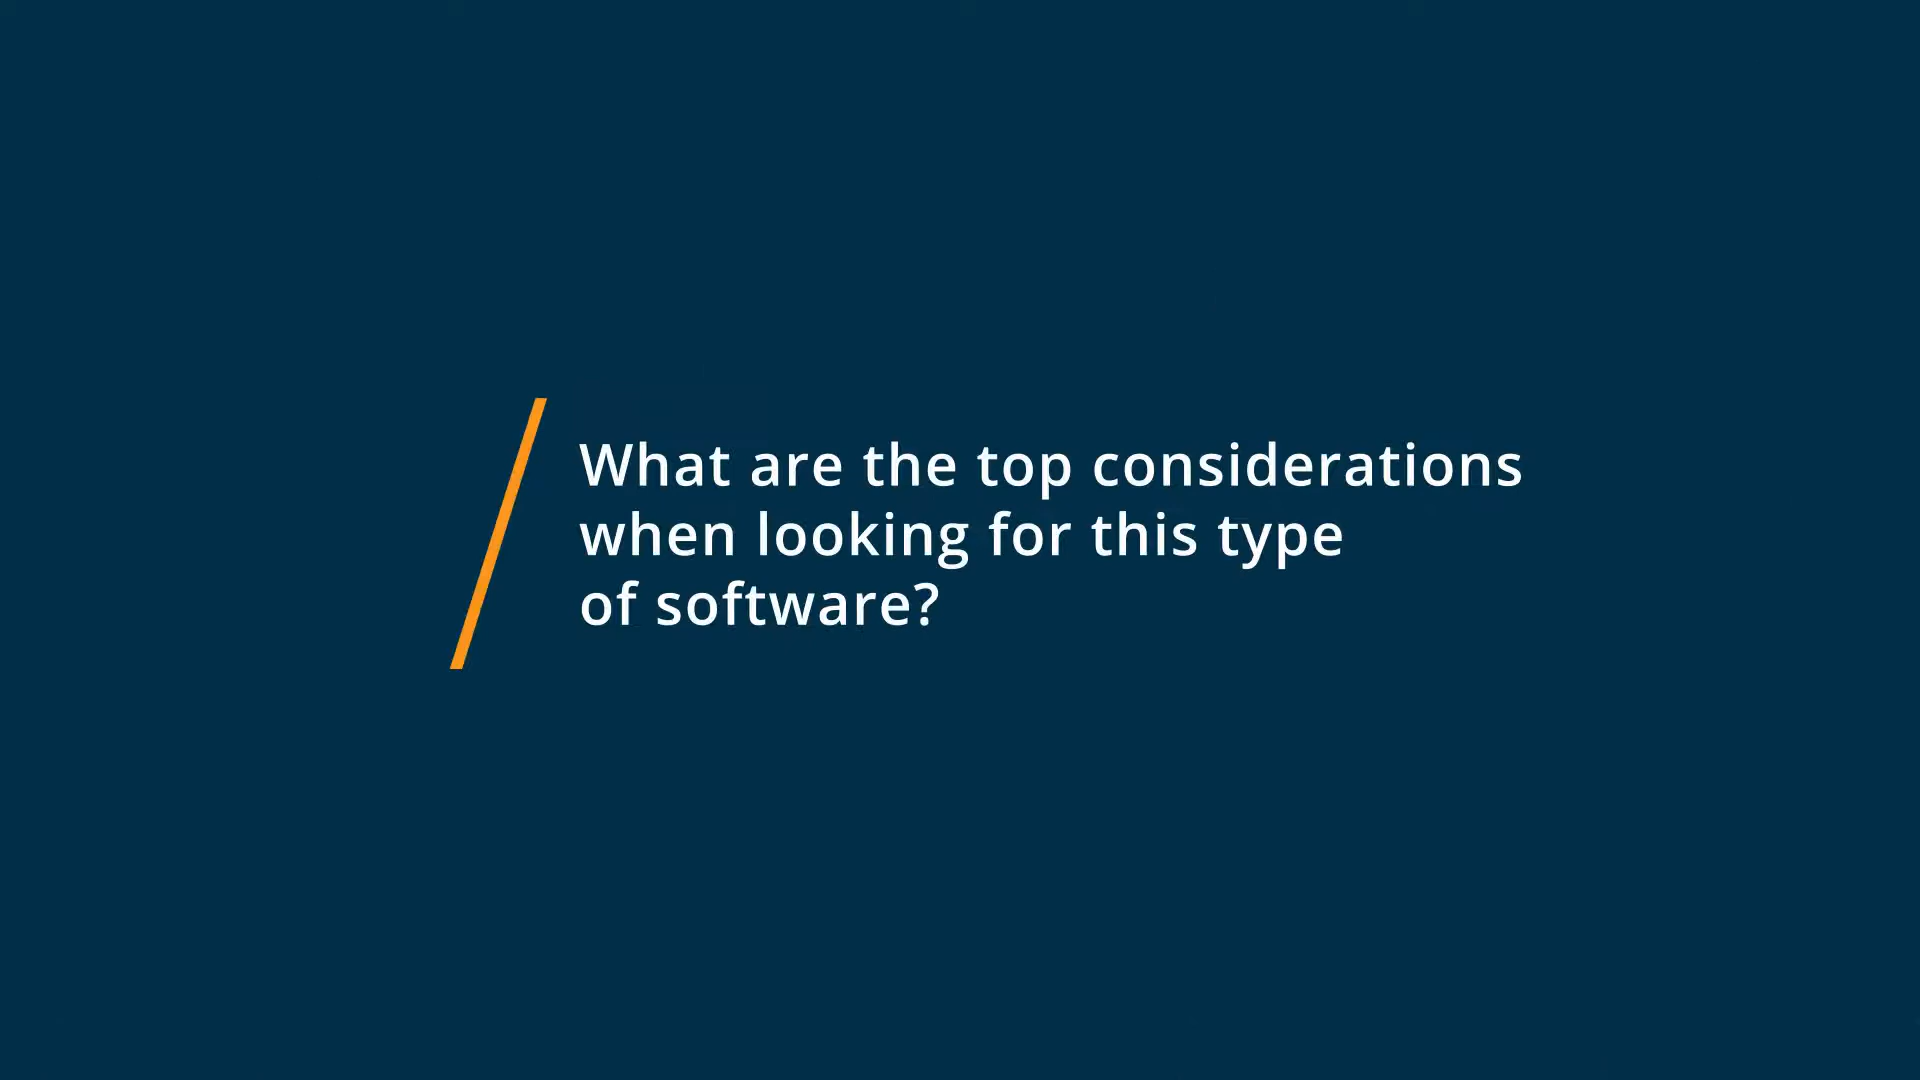 What are the top considerations
when looking for this type
of software?